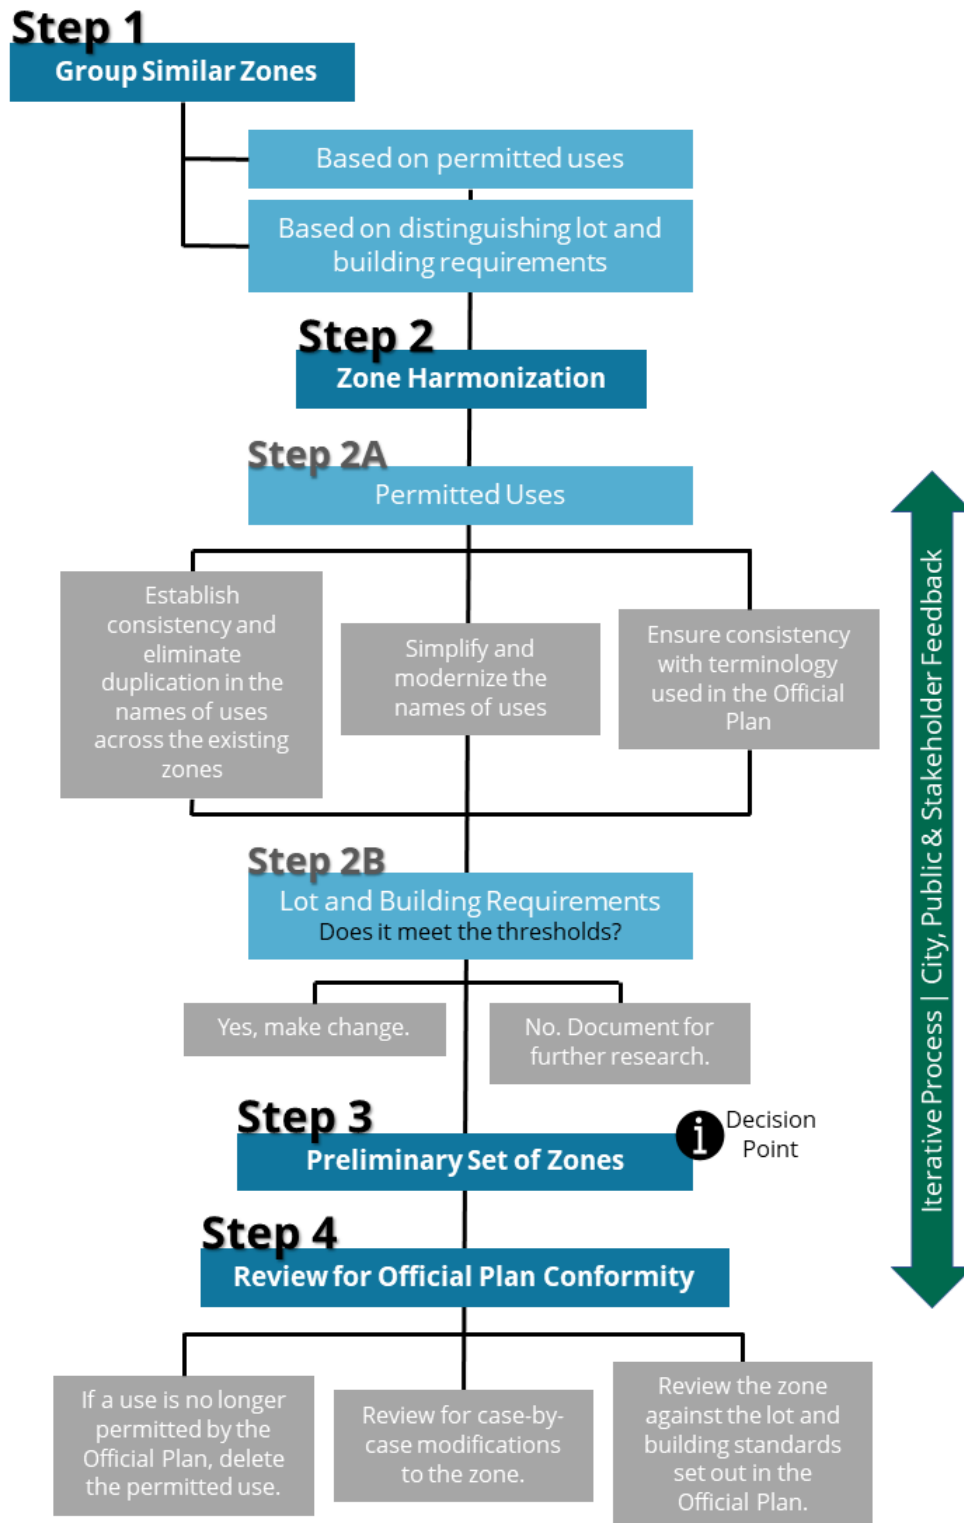 Step 1
Group Similar Zones
Based on permitted uses
Based on distinguishing lot and
building requirements
Step 2
Zone Harmonization
Step 2A
Permitted Uses
Establish
consistency and
eliminate
duplication in the
names of uses
across the existing
zones
Simplify and
modernize the
names of uses
Ensure consistency
with terminology
used in the Official
Plan
Step 2B
Lot and Building Requirements
Does it meet the thresholds?
Yes, make change.
No. Document for
further research.
Step 3
Preliminary Set of Zones
i
Decision
Point
Step 4
Review for Official Plan Conformity
If a use is no longer
permitted by the
Official Plan, delete
the permitted use.
Review for case-by-
case modifications
to the zone.
Review the zone
against the lot and
building standards
set out in the
Official Plan.
Iterative Process | City, Public & Stakeholder Feedback